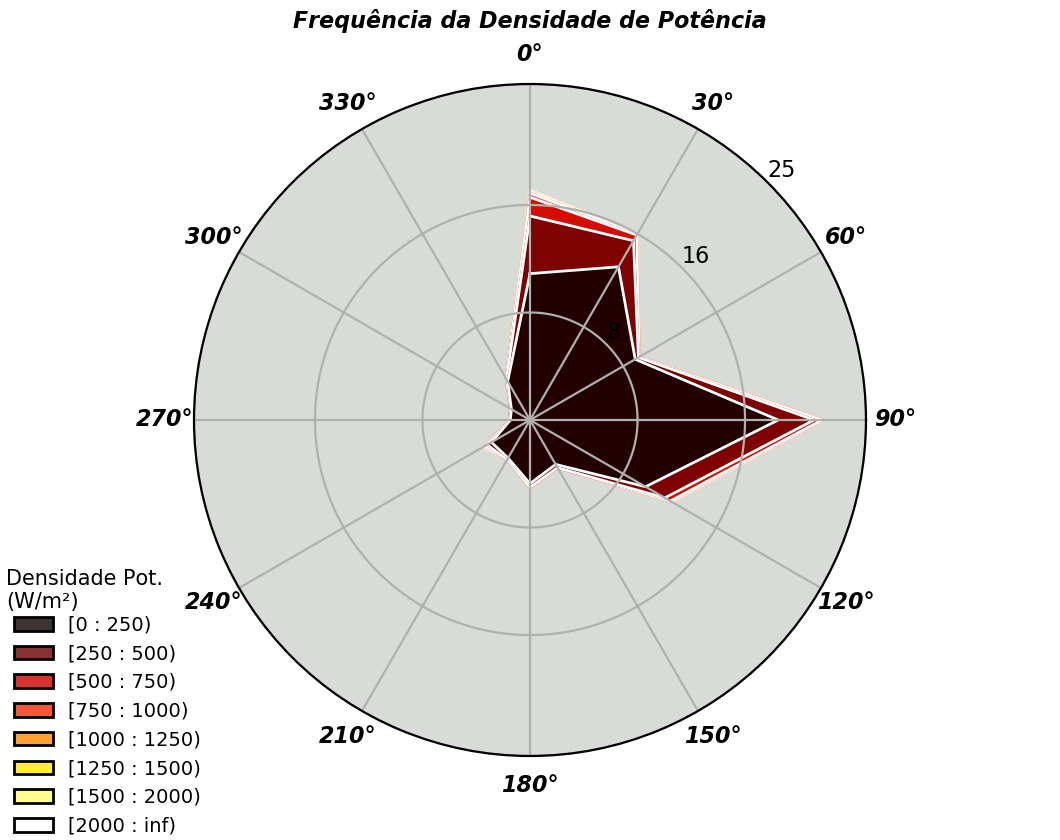 Frequência da Densidade de Potência
0°
330°
30°
25
300°
60°
16
8
270°
90°
240°
120°
210°
150°
180°
Densidade Pot.
(W/m²)
[0 : 250)
[250 : 500)
[500 : 750)
[750 : 1000)
[1000 : 1250)
[1250 : 1500)
[1500 : 2000)
[2000 : inf)